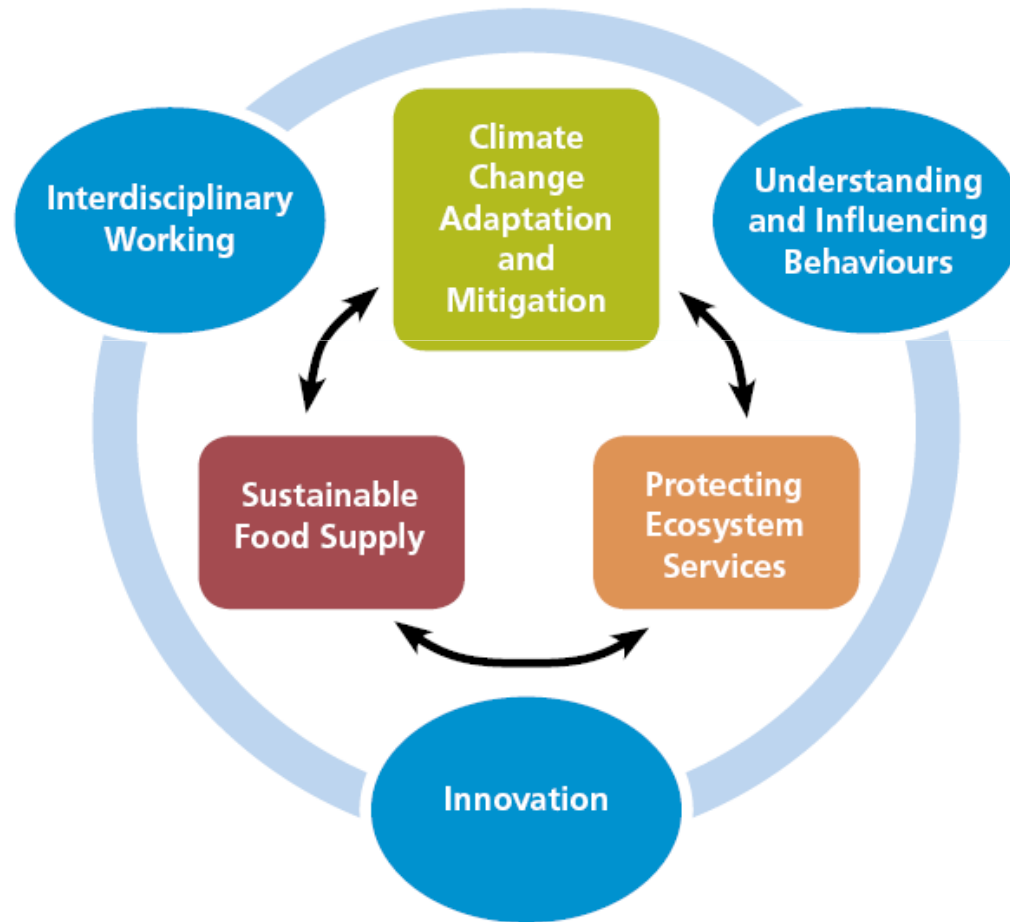 Climate
Change
Adaptation
and
Mitigation
Interdisciplinary
Working
Understanding
and Influencing
Behaviours
Sustainable
Food Supply
Protecting
Ecosystem
Services
Innovation